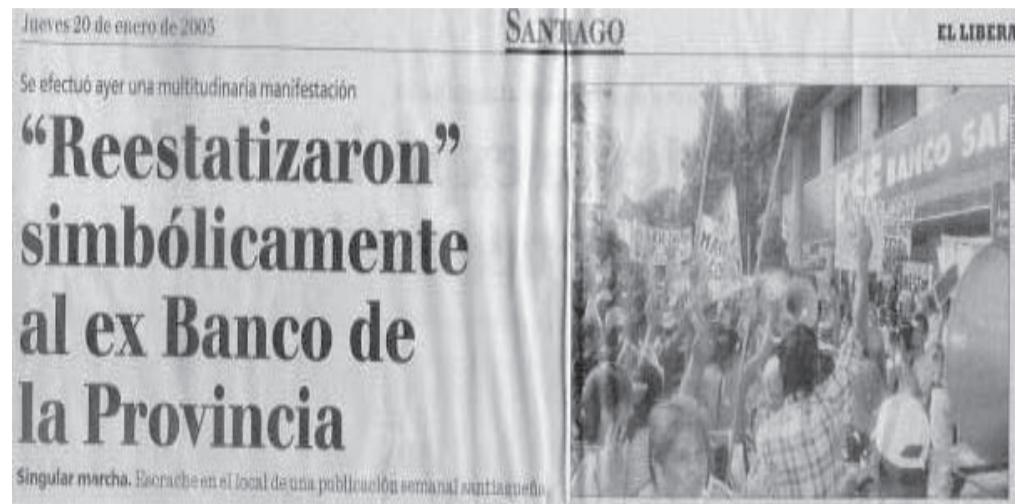 Jueves 20 de enero de 2005
SANTIAGO
EL LIBERA
Se efectuó ayer una multitudinaria manifestación
“Reestatizaron”
simbólicamente
al ex Banco de
la Provincia
Singular marcha. Escrache en el local de una publicación semanal santiagueña
BANCO SA